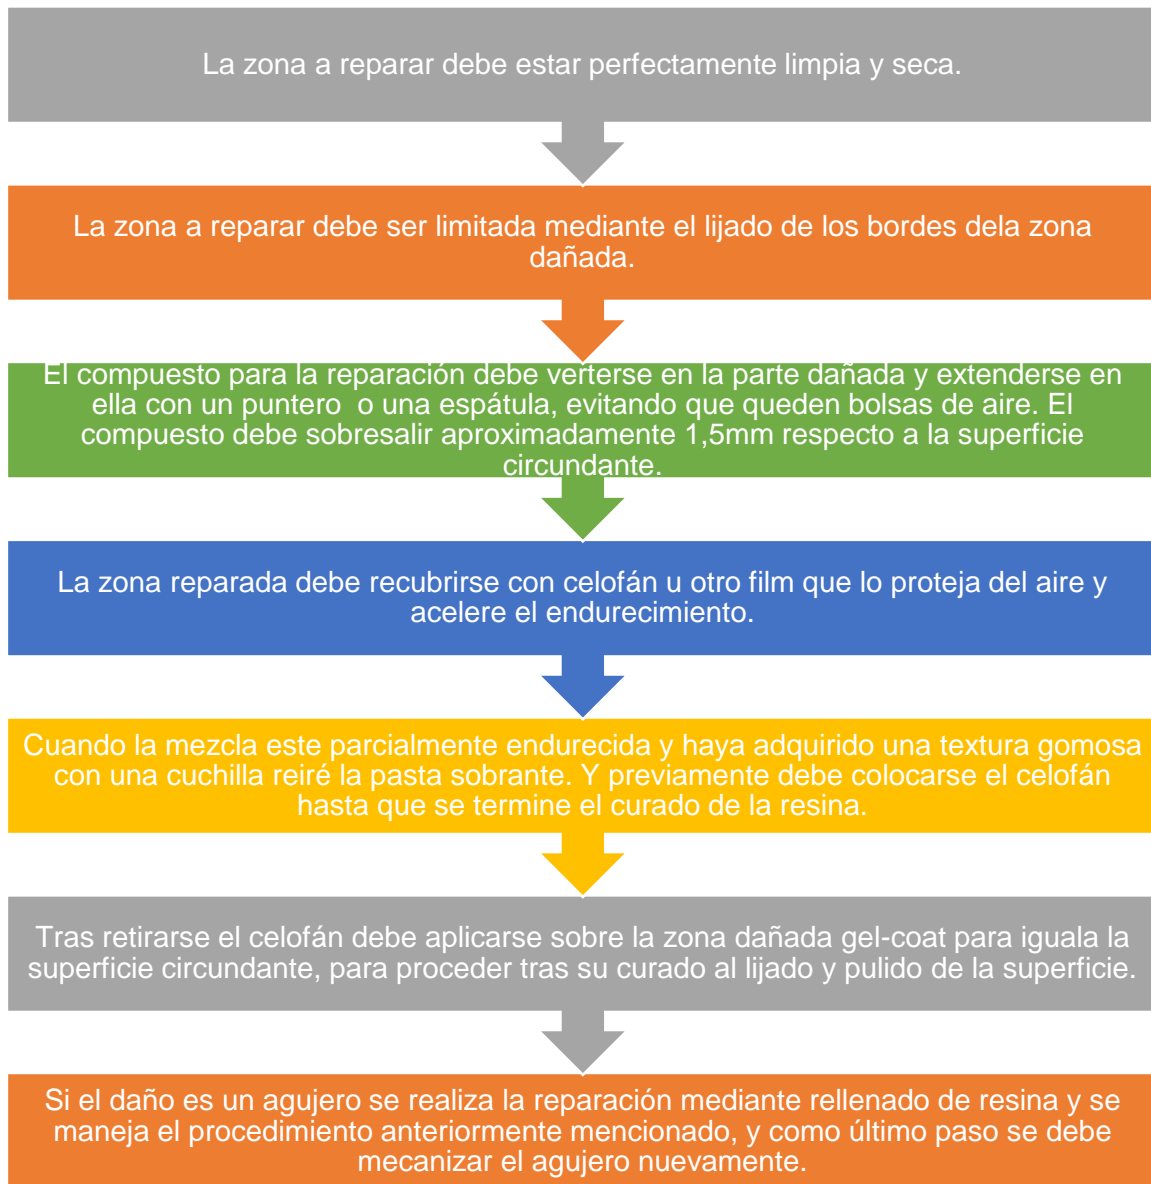 La zona a reparar debe estar perfectamente limpia y seca.
La zona a reparar debe ser limitada mediante el lijado de los bordes dela zona
dañada.
El compuesto para la reparación debe verterse en la parte dañada y extenderse en
ella con un puntero  o una espátula, evitando que queden bolsas de aire. El
compuesto debe sobresalir aproximadamente 1,5mm respecto a la superficie
circundante.
La zona reparada debe recubrirse con celofán u otro film que lo proteja del aire y
acelere el endurecimiento.
Cuando la mezcla este parcialmente endurecida y haya adquirido una textura gomosa
con una cuchilla reiré la pasta sobrante. Y previamente debe colocarse el celofán
hasta que se termine el curado de la resina.
Tras retirarse el celofán debe aplicarse sobre la zona dañada gel-coat para iguala la
superficie circundante, para proceder tras su curado al lijado y pulido de la superficie.
Si el daño es un agujero se realiza la reparación mediante rellenado de resina y se
maneja el procedimiento anteriormente mencionado, y como último paso se debe
mecanizar el agujero nuevamente.